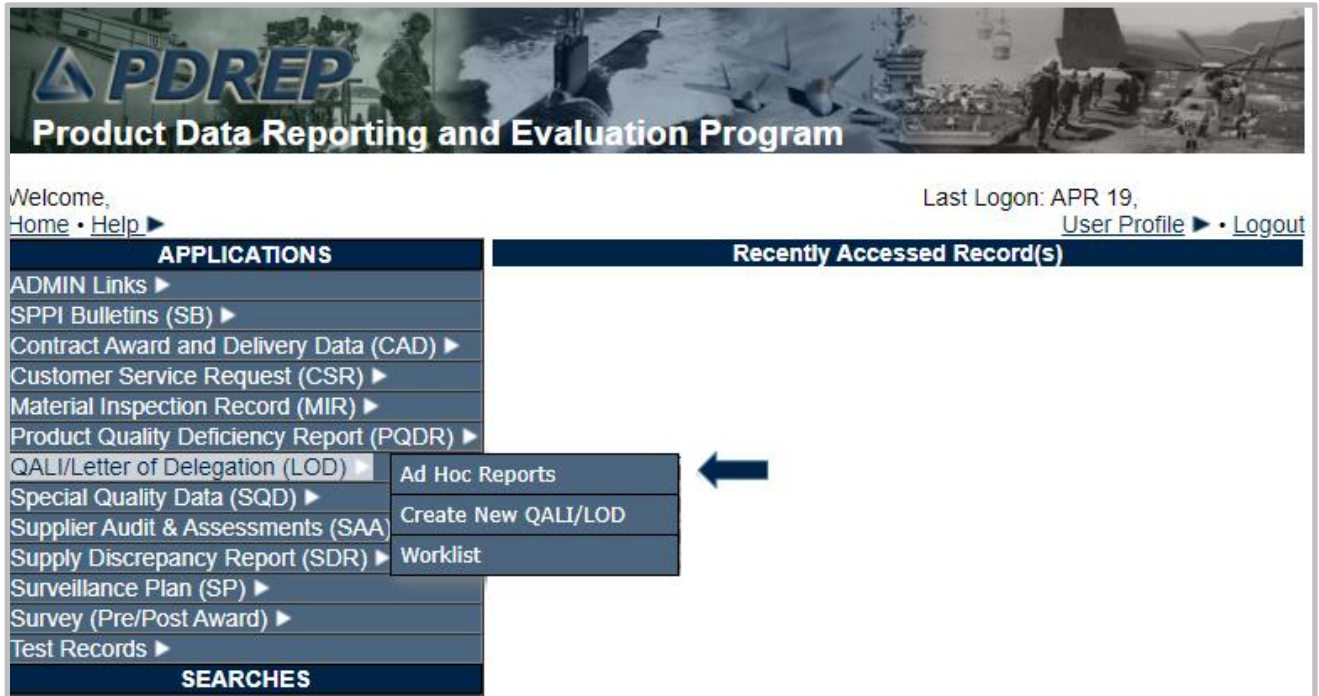 PDREP
Product Data Reporting and Evaluation Program
Welcome,
Last Logon: APR 19,
Home • Help ▶
User Profile ▶ • Logout
APPLICATIONS
Recently Accessed Record(s)
ADMIN Links ▶
SPPI Bulletins (SB) ▶
Contract Award and Delivery Data (CAD) ▶
Customer Service Request (CSR) ▶
Material Inspection Record (MIR) ▶
Product Quality Deficiency Report (PQDR) ▶
QALI/Letter of Delegation (LOD) ▶
Ad Hoc Reports
Create New QALI/LOD
Worklist
Special Quality Data (SQD) ▶
Supplier Audit & Assessments (SAA)
Supply Discrepancy Report (SDR) ▶
Surveillance Plan (SP) ▶
Survey (Pre/Post Award) ▶
Test Records ▶
SEARCHES